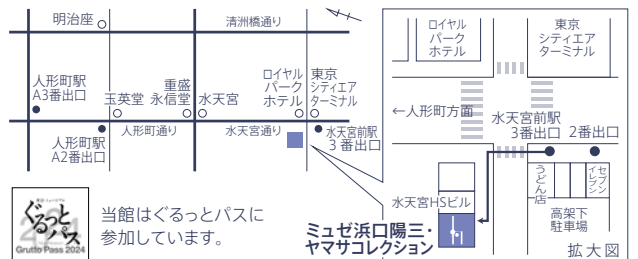 明治座
清洲橋通り
人形町駅
A3番出口
玉英堂
重盛
永信堂
水天宮
ロイヤル
パーク
ホテル
東京
シティエア
ターミナル
人形町通り
水天宮通り
水天宮前駅
3番出口
人形町駅
A2番出口
ぐるっと
パス
Grutto Pass 2024
当館はぐるっとパスに
参加しています。
ロイヤル
パーク
ホテル
東京
シティエア
ターミナル
←人形町方面
水天宮前駅
3番出口
2番出口
うどん店
セブン
イレブン
水天宮HSビル
高架下
駐車場
ミュゼ浜口陽三・
ヤマサコレクション
拡大図